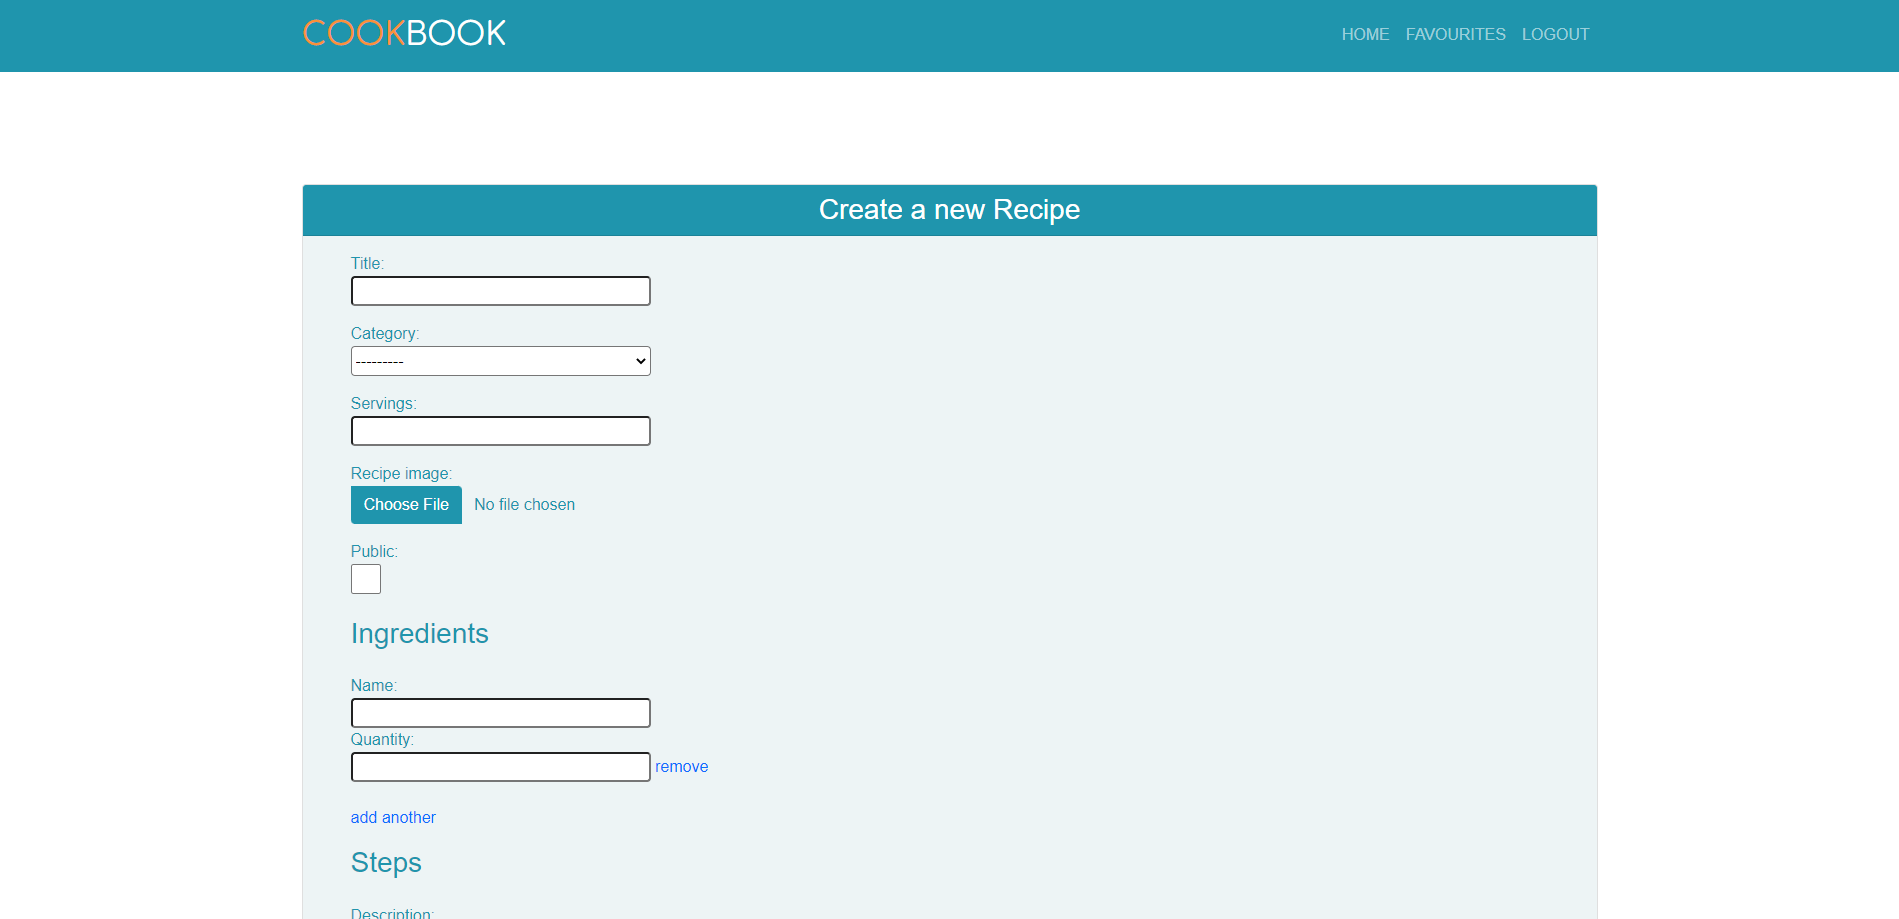 COOKBOOK
HOME FAVOURITES LOGOUT
Create a new Recipe
Title:
Category:
---------
Servings:
Recipe image:
Choose File No file chosen
Public:
Ingredients
Name:
Quantity:
remove
add another
Steps
Description: